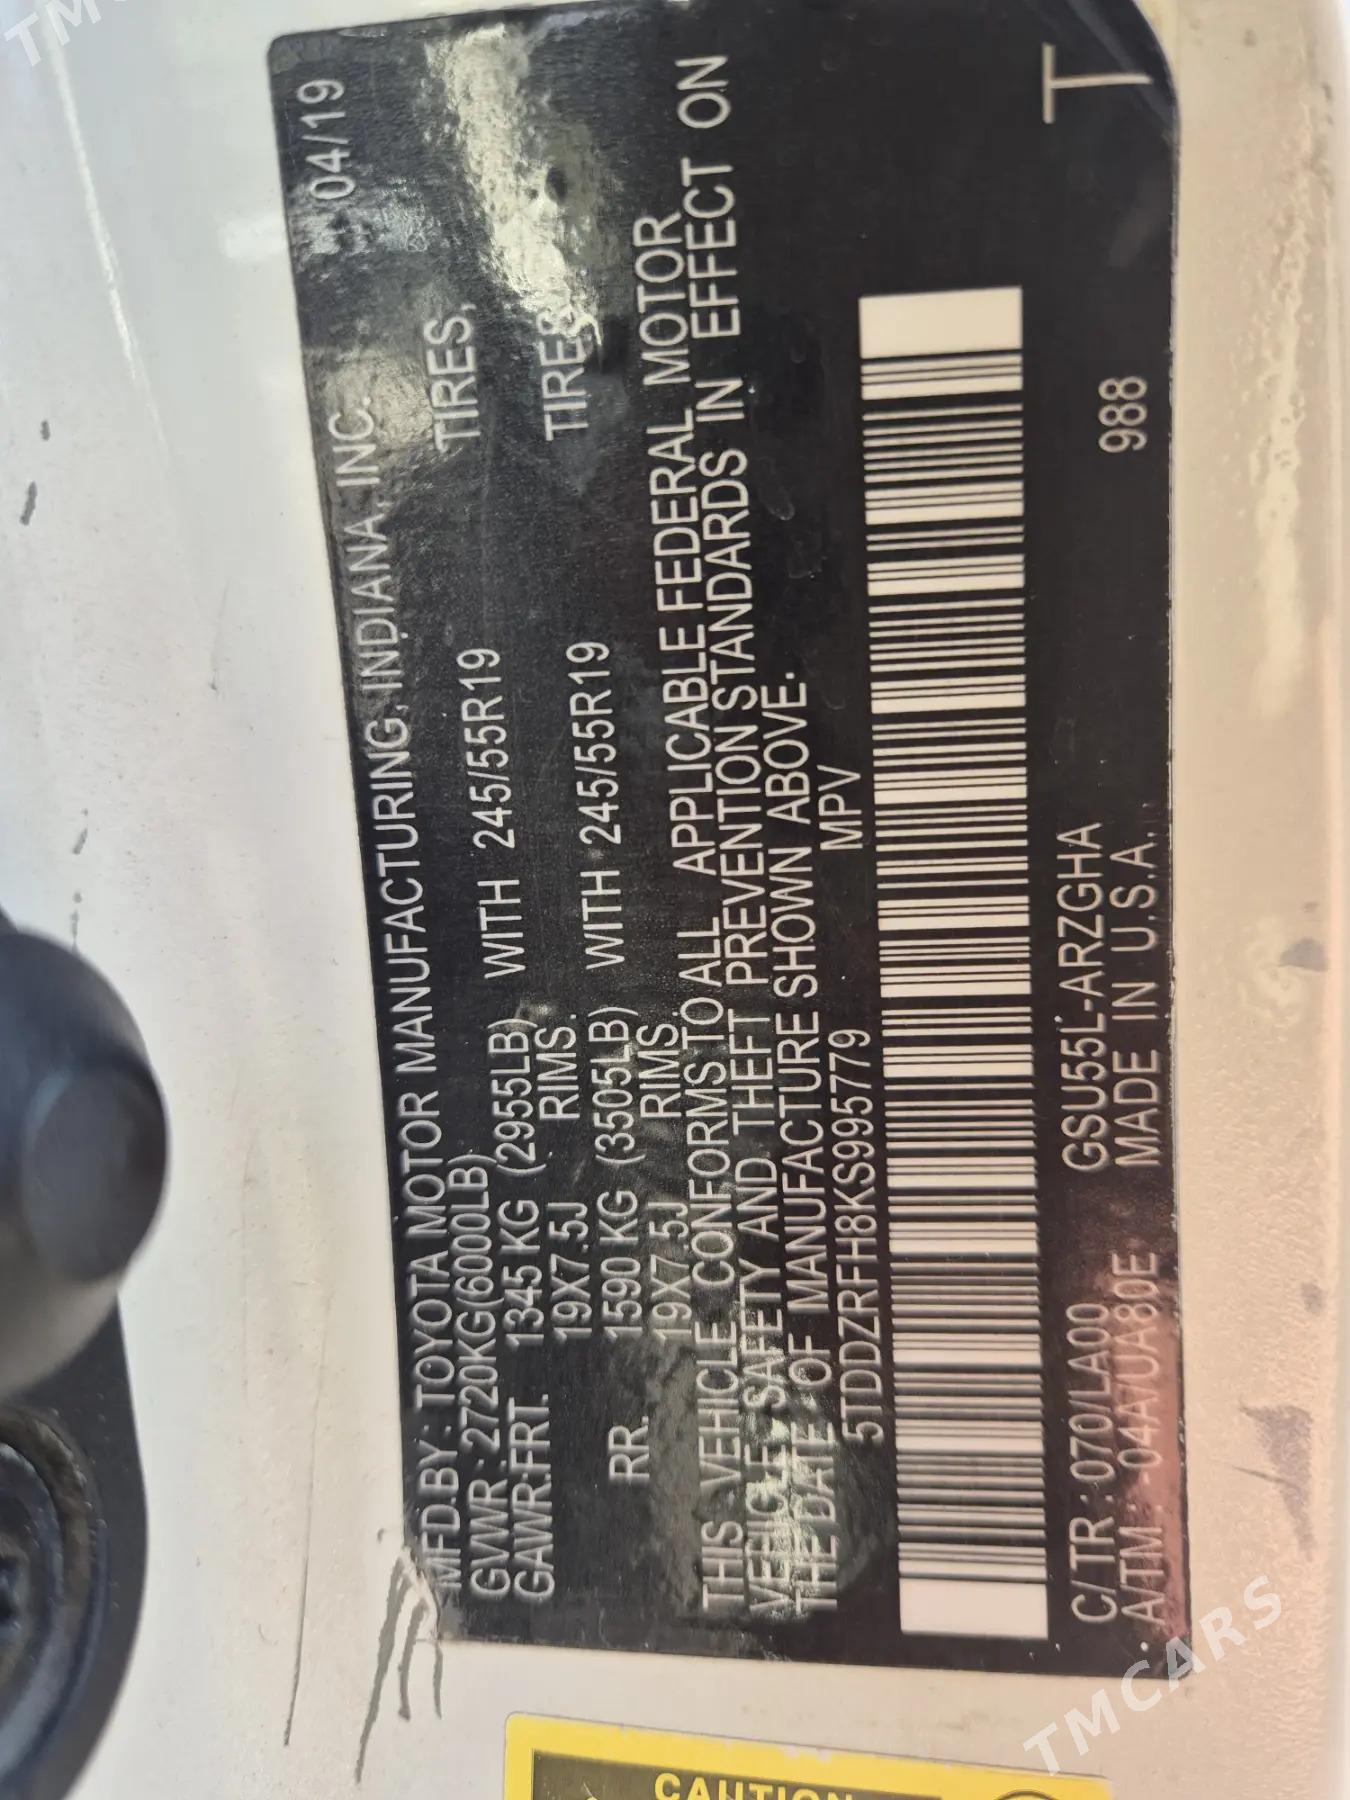 MFD.BY: TOYOTA MOTOR MANUFACTURING, INDIANA, INC. 04/19
GVWR: 2720KG(6000LB)
GAWR:FRT. 1345 KG (2955LB) WITH 245/55R19 TIRES,
19X7.5J RIMS.
RR. 1590 KG (3505LB) WITH 245/55R19 TIRES
19X7.5J RIMS.
THIS VEHICLE CONFORMS TO ALL APPLICABLE FEDERAL MOTOR
VEHICLE SAFETY AND THEFT PREVENTION STANDARDS IN EFFECT ON
THE DATE OF MANUFACTURE SHOWN ABOVE.
5TDDZRFH8KS995779 MPV
C/TR: 070/LA00 GSU55L-ARZGHA 988
A/TM: -04A/UA80E MADE IN U.S.A.
T
CAUTION
TMCARS